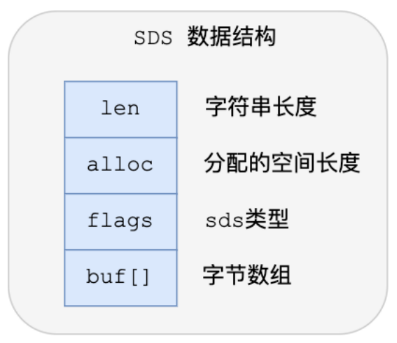 SDS 数据结构
len 字符串长度
alloc 分配的空间长度
flags sds类型
buf[] 字节数组